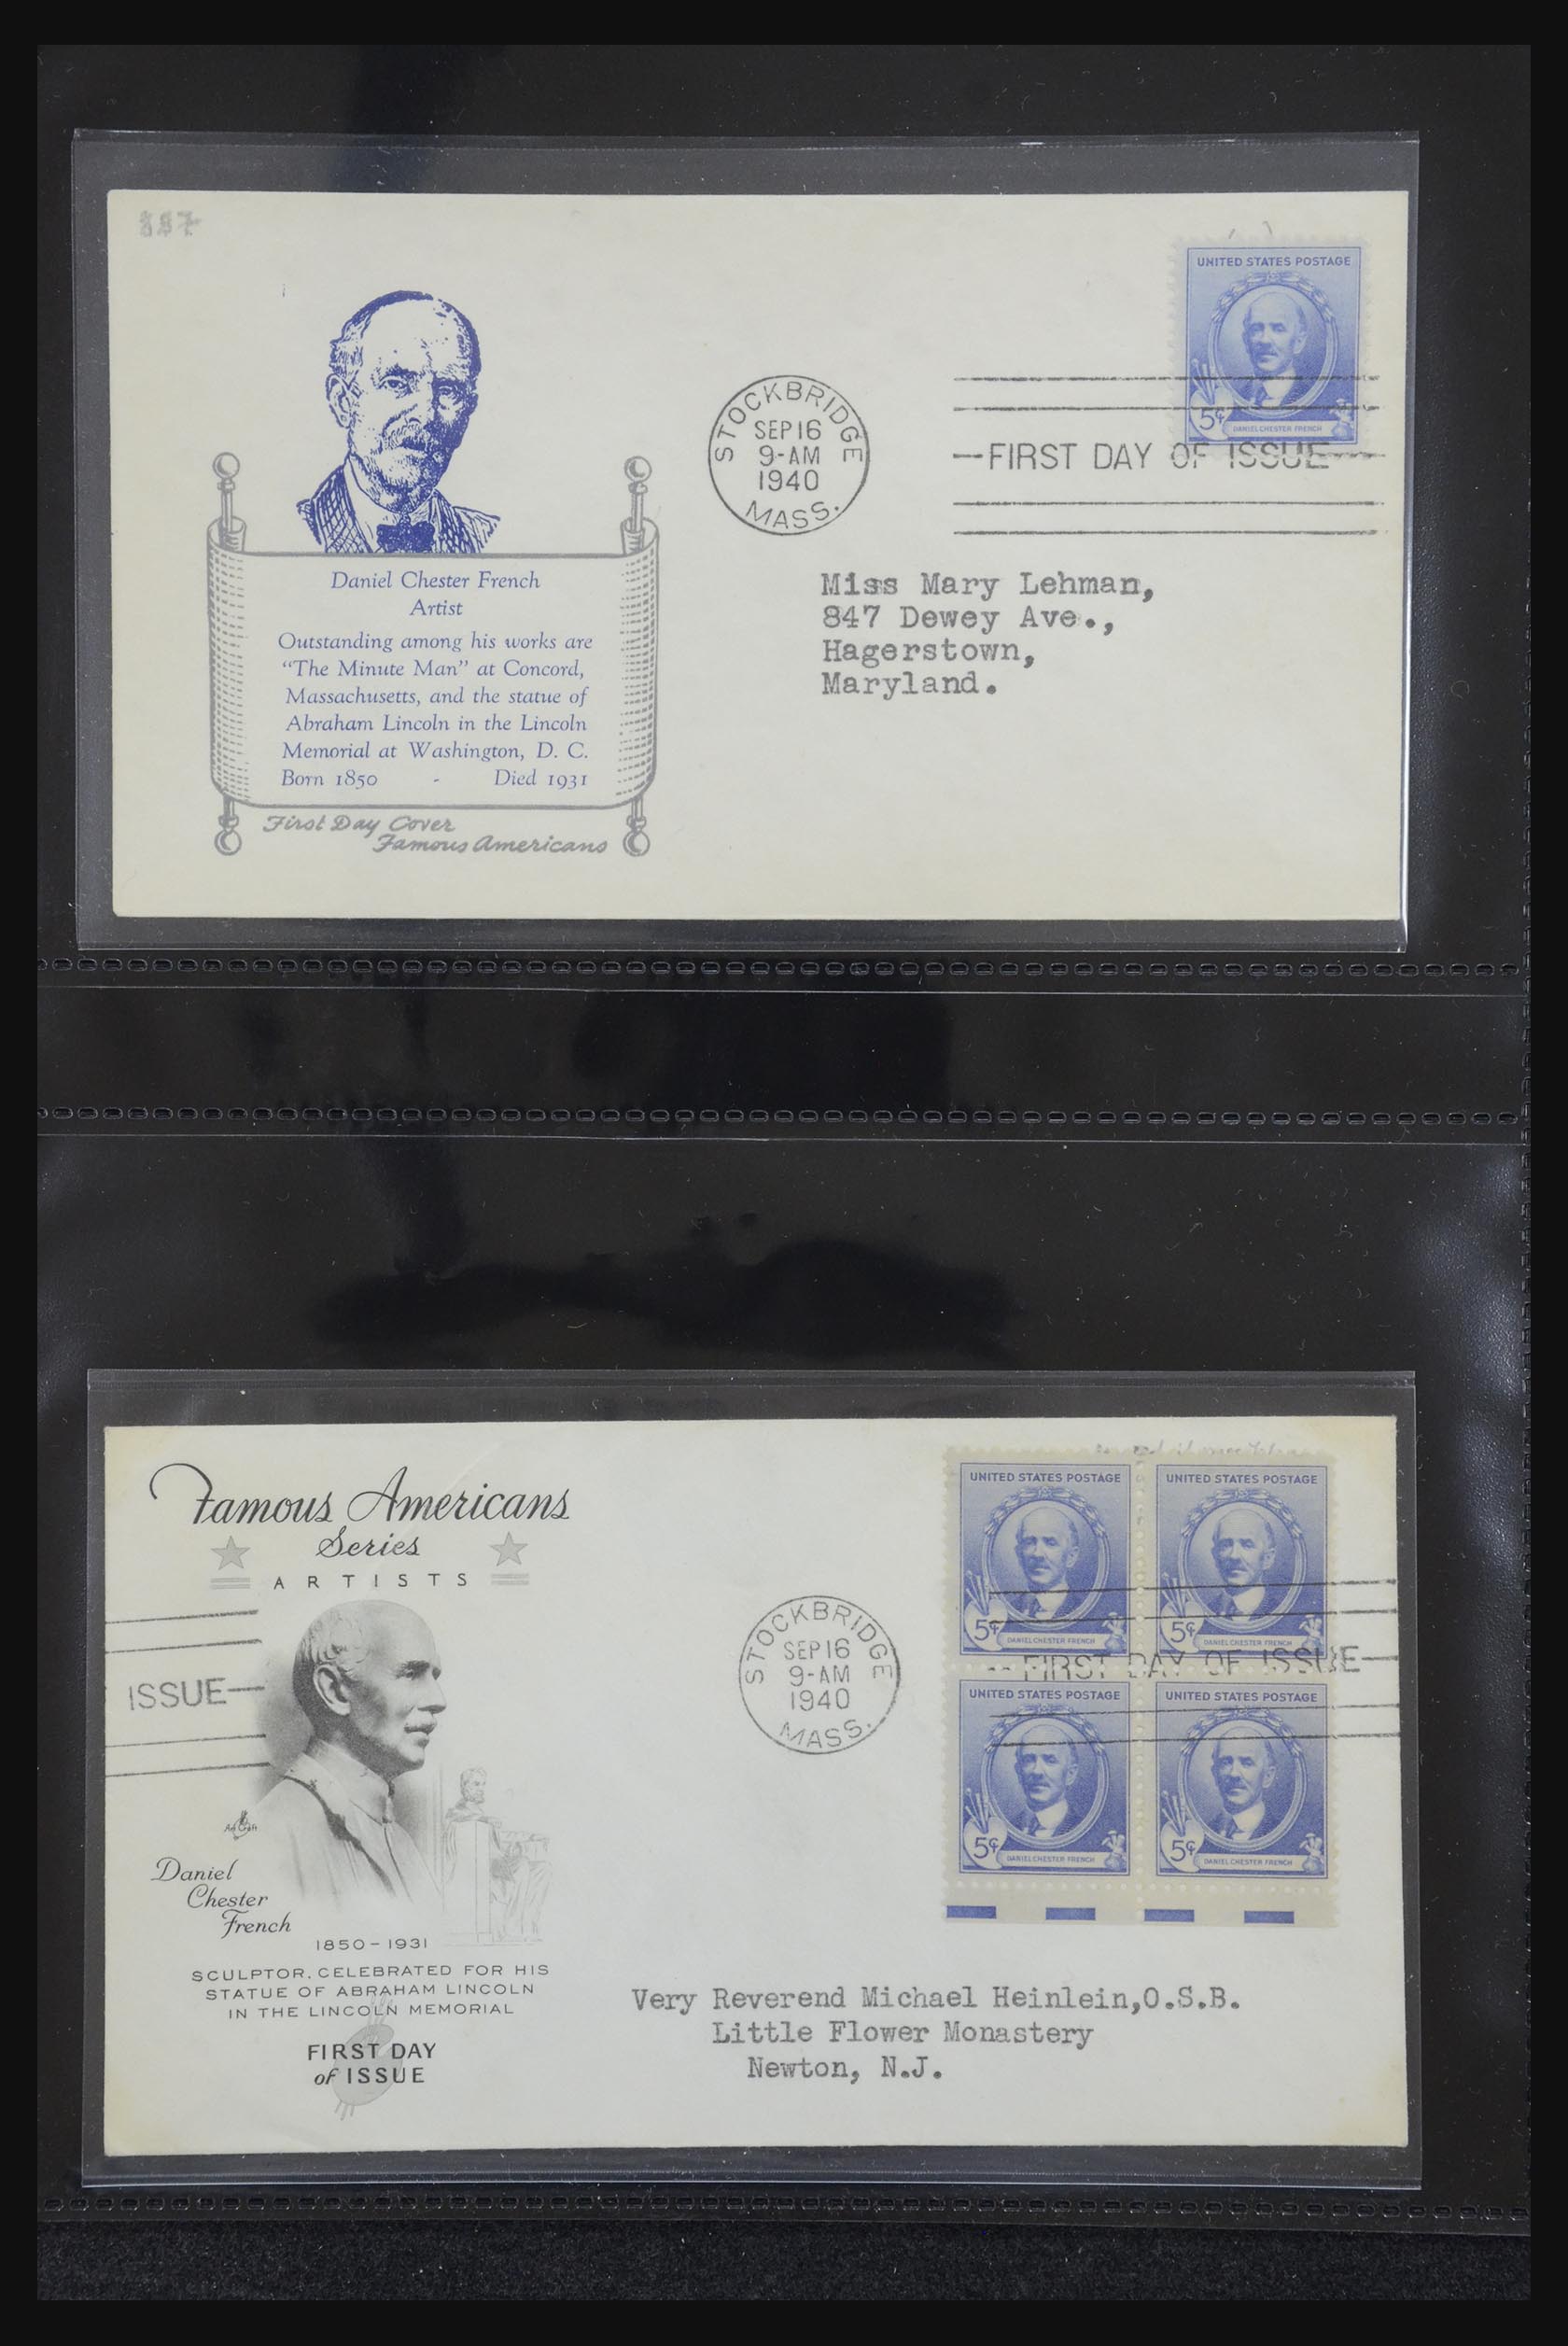 887
UNITED STATES POSTAGE
5¢
DANIEL CHESTER FRENCH
STOCKBRIDGE
SEP 16
9-AM
1940
MASS.
FIRST DAY OF ISSUE
Daniel Chester French
Artist
Outstanding among his works are
“The Minute Man” at Concord,
Massachusetts, and the statue of
Abraham Lincoln in the Lincoln
Memorial at Washington, D. C.
Born 1850 - Died 1931
First Day Cover
Famous Americans
Miss Mary Lehman,
847 Dewey Ave.,
Hagerstown,
Maryland.
Famous Americans
Series
ARTISTS
ISSUE
Art Craft
Daniel
Chester
French
1850-1931
SCULPTOR, CELEBRATED FOR HIS
STATUE OF ABRAHAM LINCOLN
IN THE LINCOLN MEMORIAL
FIRST DAY
of ISSUE
STOCKBRIDGE
SEP 16
9-AM
1940
MASS.
UNITED STATES POSTAGE
5¢
DANIEL CHESTER FRENCH
UNITED STATES POSTAGE
5¢
DANIEL CHESTER FRENCH
FIRST DAY OF ISSUE
UNITED STATES POSTAGE
5¢
DANIEL CHESTER FRENCH
UNITED STATES POSTAGE
5¢
DANIEL CHESTER FRENCH
Very Reverend Michael Heinlein,O.S.B.
Little Flower Monastery
Newton, N.J.